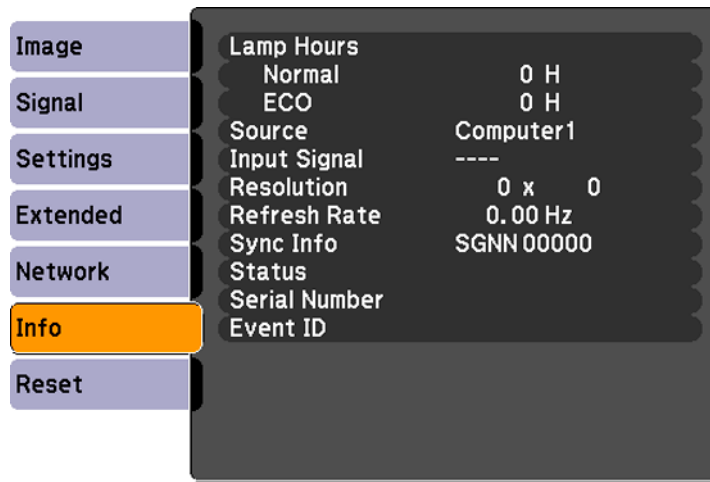 Image
Signal
Settings
Extended
Network
Info
Reset
Lamp Hours
Normal 0 H
ECO 0 H
Source Computer1
Input Signal ----
Resolution 0 x 0
Refresh Rate 0.00 Hz
Sync Info SGNN 00000
Status
Serial Number
Event ID